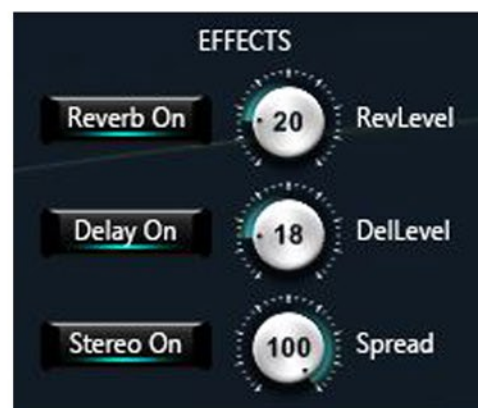 EFFECTS
Reverb On 20 RevLevel
Delay On 18 DelLevel
Stereo On 100 Spread